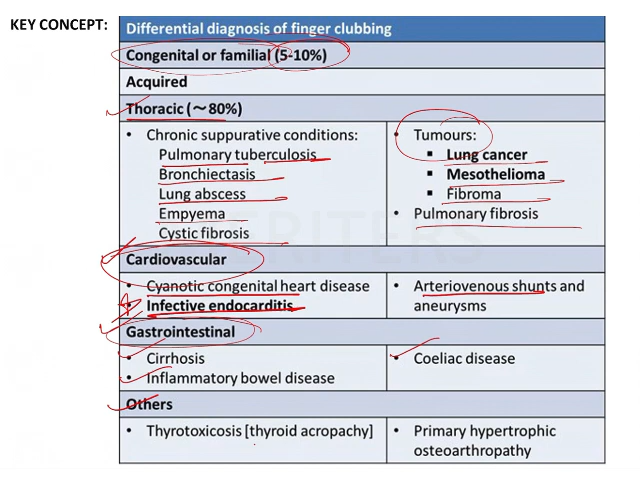 KEY CONCEPT:
Differential diagnosis of finger clubbing
Congenital or familial (5-10%)
Acquired
Thoracic (~80%)
• Chronic suppurative conditions:
Pulmonary tuberculosis
Bronchiectasis
Lung abscess
Empyema
Cystic fibrosis
• Tumours:
▪ Lung cancer
▪ Mesothelioma
▪ Fibroma
• Pulmonary fibrosis
Cardiovascular
• Cyanotic congenital heart disease
• Infective endocarditis
• Arteriovenous shunts and
aneurysms
Gastrointestinal
• Cirrhosis
• Inflammatory bowel disease
• Coeliac disease
Others
• Thyrotoxicosis [thyroid acropachy]
• Primary hypertrophic
osteoarthropathy